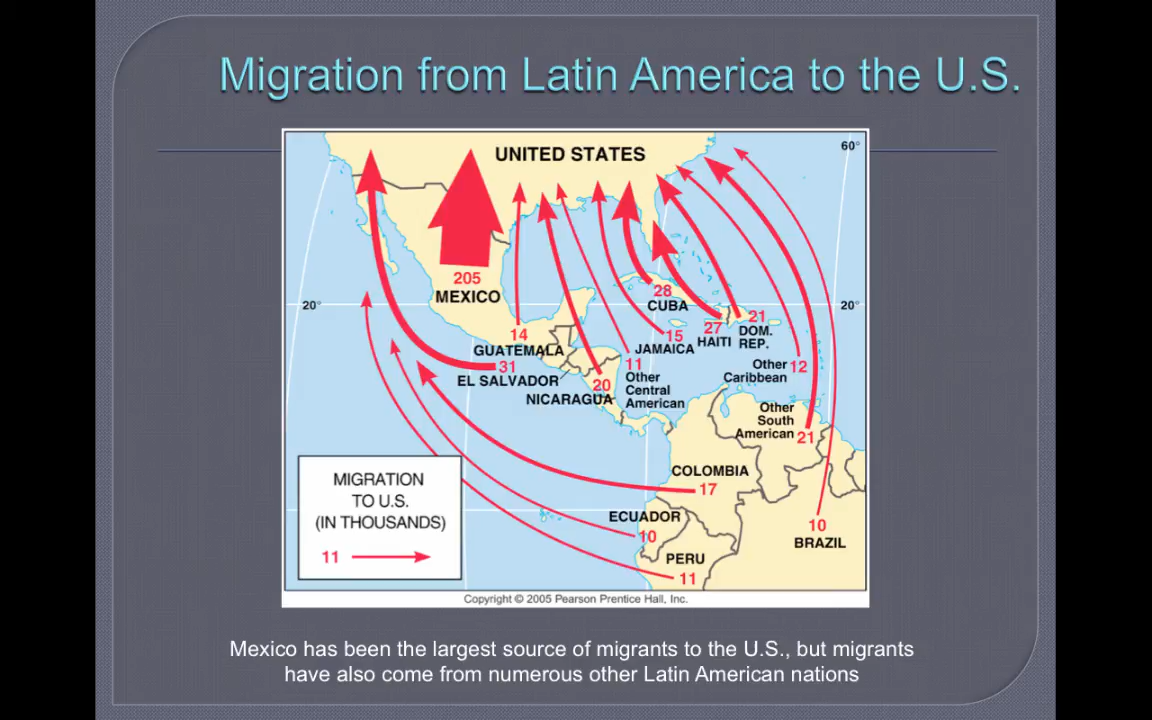 Migration from Latin America to the U.S.
UNITED STATES
60°
205
MEXICO
20°
20°
28
CUBA
14
GUATEMALA
15
JAMAICA
27
HAITI
21
DOM.
REP.
31
EL SALVADOR
20
NICARAGUA
11
Other
Central
American
Other
Caribbean
12
Other
South
American
21
COLOMBIA
17
ECUADOR
10
PERU
11
10
BRAZIL
MIGRATION
TO U.S.
(IN THOUSANDS)
11
Copyright © 2005 Pearson Prentice Hall, Inc.
Mexico has been the largest source of migrants to the U.S., but migrants
have also come from numerous other Latin American nations